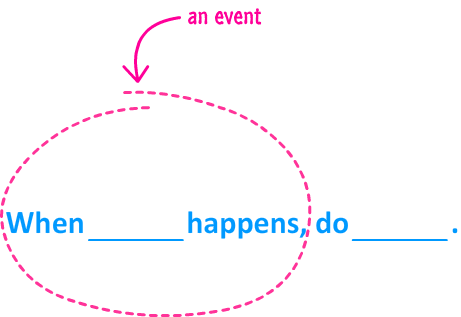 an event
When ______ happens, do ______ .